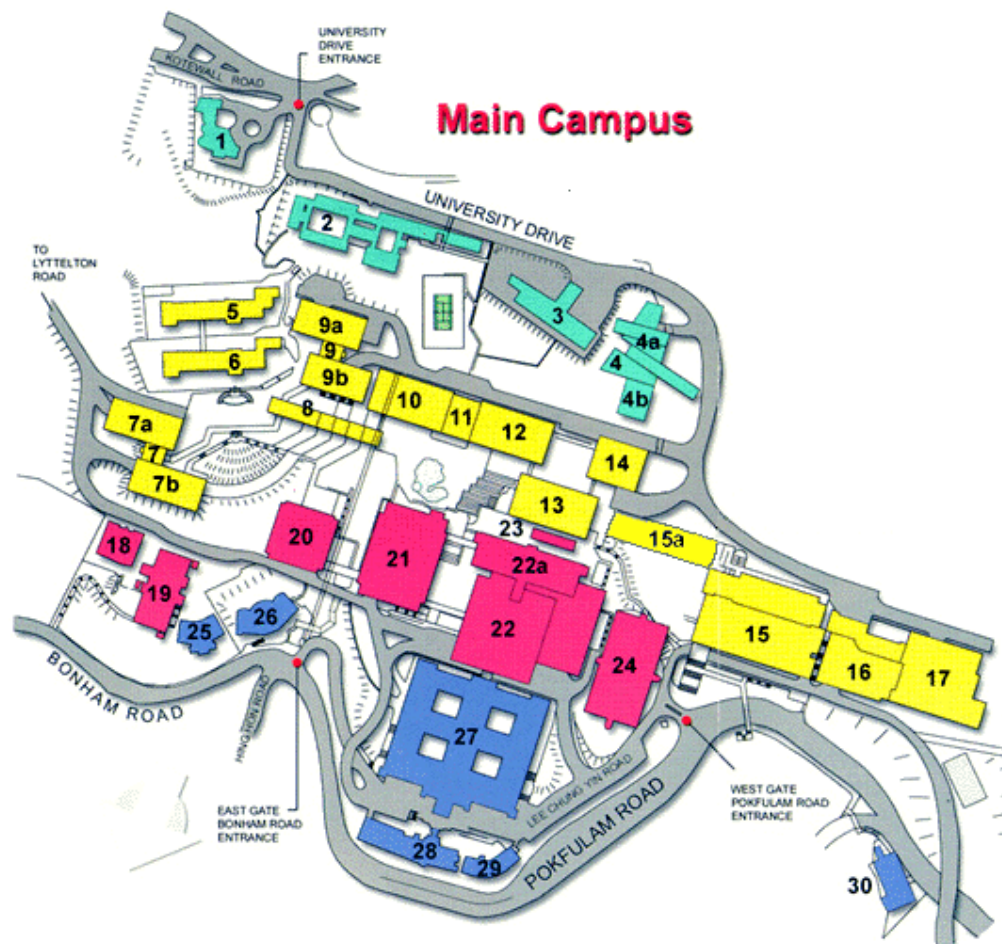 UNIVERSITY
DRIVE
ENTRANCE
KOTEWALL ROAD
Main Campus
1
UNIVERSITY DRIVE
2
TO
LYTTELTON
ROAD
3
5
9a
4a
9
6
4
9b
4b
10
8
11
7a
12
14
7
7b
13
23
20
15a
18
21
22a
19
26
25
22
15
24
16
17
BONHAM ROAD
HING HON ROAD
27
LEE CHUNG YIN ROAD
WEST GATE
POKFULAM ROAD
ENTRANCE
EAST GATE
BONHAM ROAD
ENTRANCE
POKFULAM ROAD
28
29
30